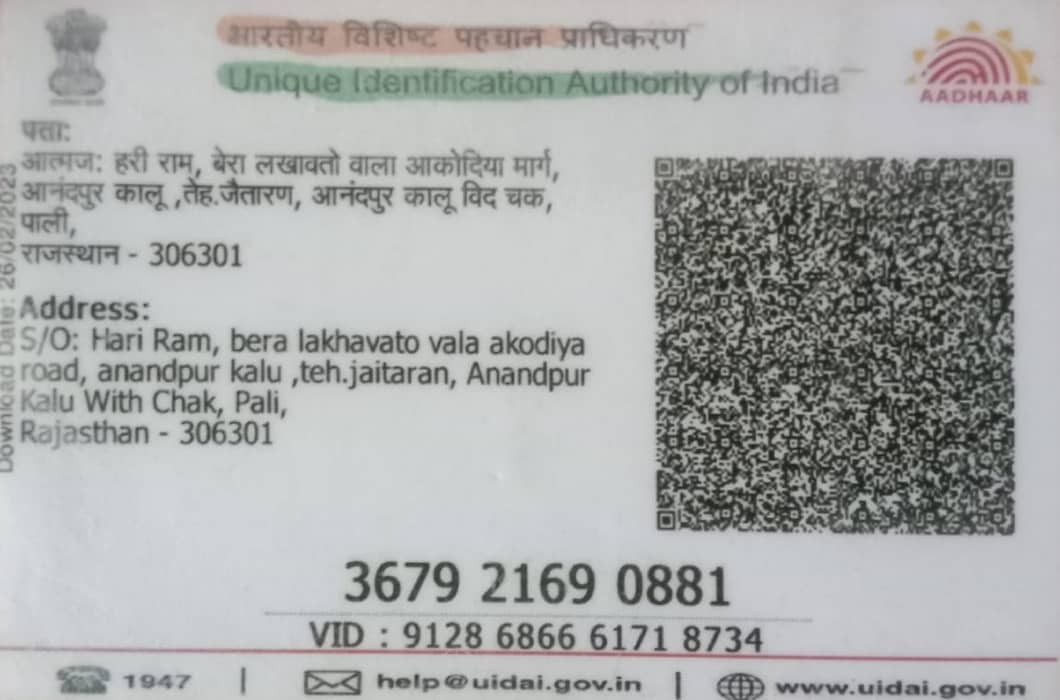 भारतीय विशिष्ट पहचान प्राधिकरण
Unique Identification Authority of India
AADHAAR
पता:
आत्मज: हरी राम, बेरा लखावतो वाला आकोदिया मार्ग,
आनंदपुर कालू ,तेह.जैतारण, आनंदपुर कालू विद चक,
पाली,
राजस्थान - 306301
Address:
S/O: Hari Ram, bera lakhavato vala akodiya
road, anandpur kalu ,teh.jaitaran, Anandpur
Kalu With Chak, Pali,
Rajasthan - 306301
Download Date: 26/02/2023
3679 2169 0881
VID : 9128 6866 6171 8734
1947 | help@uidai.gov.in | www.uidai.gov.in